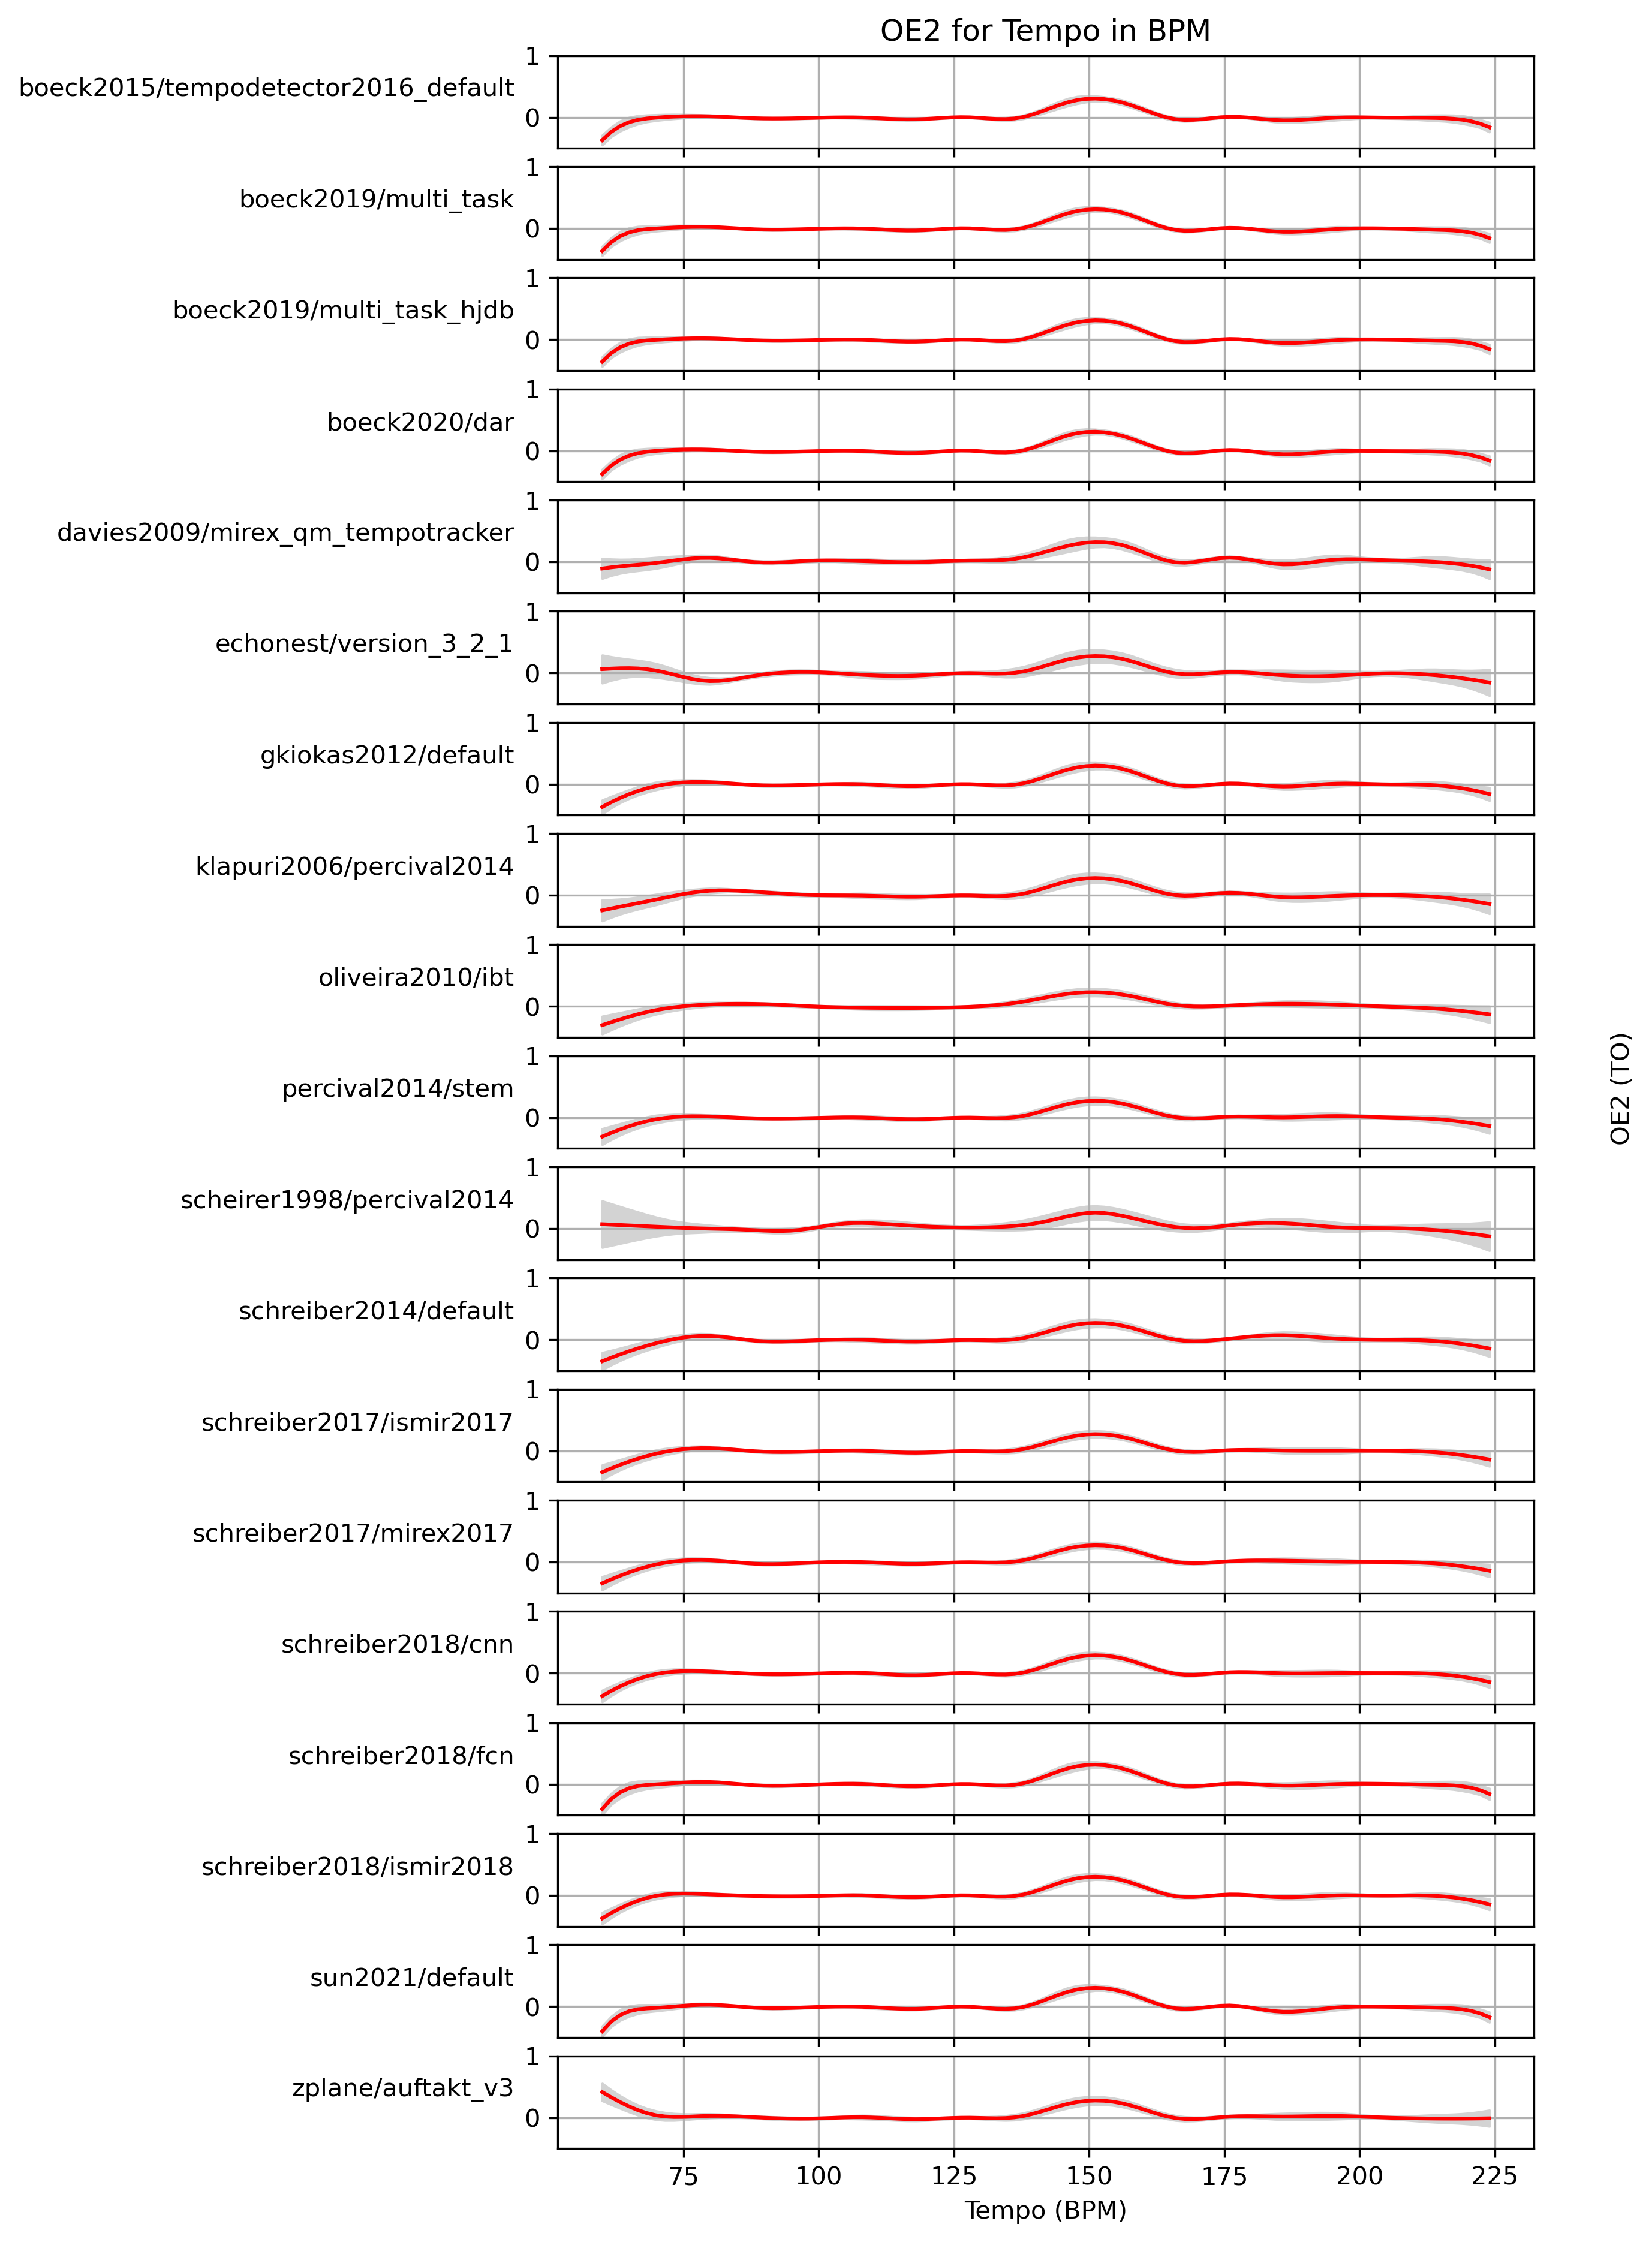 OE2 for Tempo in BPM
boeck2015/tempodetector2016_default
1
0
boeck2019/multi_task
1
0
boeck2019/multi_task_hjdb
1
0
boeck2020/dar
1
0
davies2009/mirex_qm_tempotracker
1
0
echonest/version_3_2_1
1
0
gkiokas2012/default
1
0
klapuri2006/percival2014
1
0
oliveira2010/ibt
1
0
percival2014/stem
1
0
scheirer1998/percival2014
1
0
schreiber2014/default
1
0
schreiber2017/ismir2017
1
0
schreiber2017/mirex2017
1
0
schreiber2018/cnn
1
0
schreiber2018/fcn
1
0
schreiber2018/ismir2018
1
0
sun2021/default
1
0
zplane/auftakt_v3
1
0
75 100 125 150 175 200 225
Tempo (BPM)
OE2 (TO)